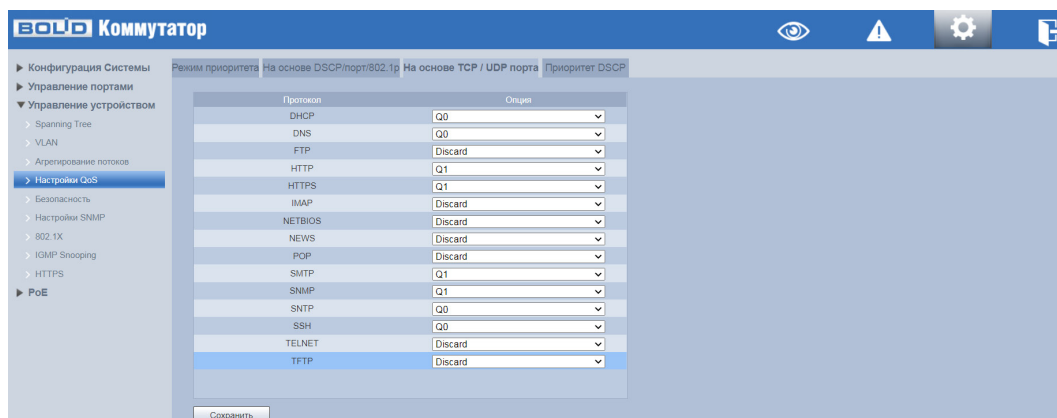 BOLID Коммутатор
Конфигурация Системы
Управление портами
Управление устройством
Spanning Tree
VLAN
Агрегирование потоков
Настройки QoS
Безопасность
Настройки SNMP
802.1X
IGMP Snooping
HTTPS
PoE
Режим приоритета На основе DSCP/порт/802.1p На основе TCP / UDP порта Приоритет DSCP
Протокол Опция
DHCP Q0
DNS Q0
FTP Discard
HTTP Q1
HTTPS Q1
IMAP Discard
NETBIOS Discard
NEWS Discard
POP Discard
SMTP Q1
SNMP Q1
SNTP Q0
SSH Q0
TELNET Discard
TFTP Discard
Сохранить